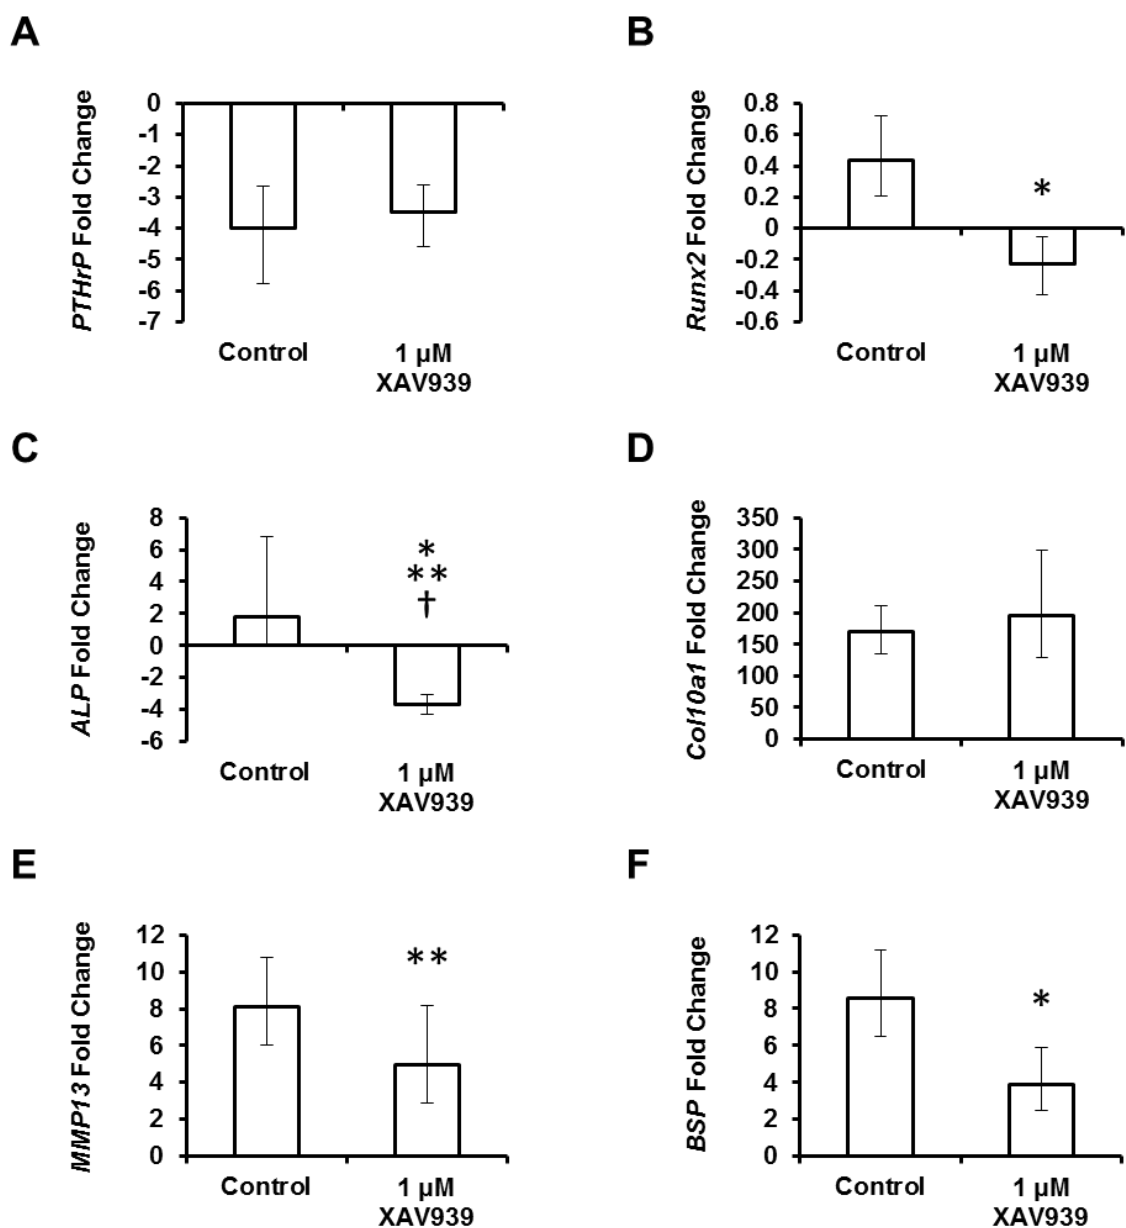 A
PTHrP Fold Change
0
-1
-2
-3
-4
-5
-6
-7
Control
1 µM
XAV939
B
Runx2 Fold Change
0.8
0.6
0.4
0.2
0
-0.2
-0.4
-0.6
*
Control
1 µM
XAV939
C
ALP Fold Change
8
6
4
2
0
-2
-4
-6
*
**
†
Control
1 µM
XAV939
D
Col10a1 Fold Change
350
300
250
200
150
100
50
0
Control
1 µM
XAV939
E
MMP13 Fold Change
12
10
8
6
4
2
0
**
Control
1 µM
XAV939
F
BSP Fold Change
12
10
8
6
4
2
0
*
Control
1 µM
XAV939